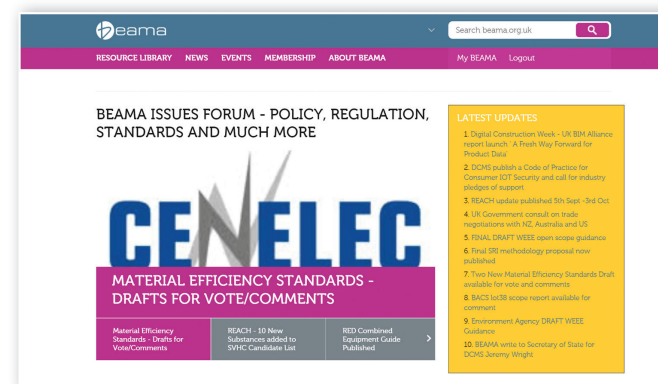 beama
Search beama.org.uk
RESOURCE LIBRARY NEWS EVENTS MEMBERSHIP ABOUT BEAMA My BEAMA Logout
BEAMA ISSUES FORUM - POLICY, REGULATION,
STANDARDS AND MUCH MORE
CENELEC
MATERIAL EFFICIENCY STANDARDS -
DRAFTS FOR VOTE/COMMENTS
Material Efficiency
Standards - Drafts for
Vote/Comments
REACH - 10 New
Substances added to
SVHC Candidate List
RED Combined
Equipment Guide
Published
LATEST UPDATES
1. Digital Construction Week - UK BIM Alliance
report launch ` A Fresh Way Forward for
Product Data'
2. DCMS publish a Code of Practice for
Consumer IOT Security and call for industry
pledges of support
3. REACH update published 5th Sept -3rd Oct
4. UK Government consult on trade
negotiations with NZ, Australia and US
5. FINAL DRAFT WEEE open scope guidance
6. Final SRI methodology proposal now
published
7. Two New Material Efficiency Standards Draft
available for vote and comments
8. BACS lot38 scope report available for
comment
9. Environment Agency DRAFT WEEE
Guidance
10. BEAMA write to Secretary of State for
DCMS Jeremy Wright